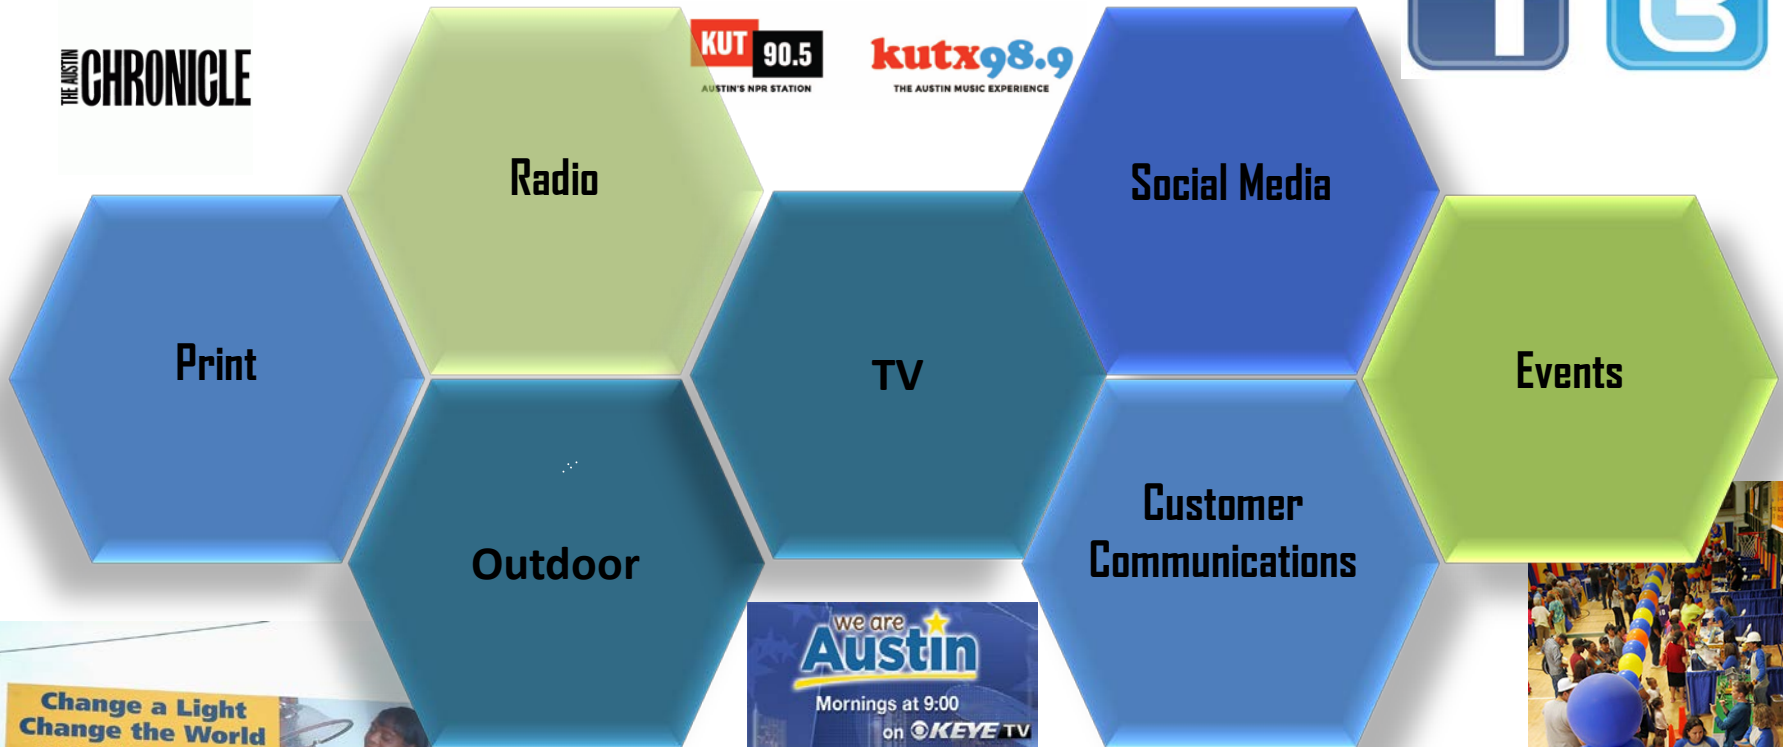 THE AUSTIN
CHRONICLE
KUT
90.5
AUSTIN'S NPR STATION
kutx98.9
THE AUSTIN MUSIC EXPERIENCE
Radio
Social Media
Print
TV
Events
Outdoor
Customer
Communications
we are
Austin
Mornings at 9:00
on KEYE TV
Change a Light
Change the World